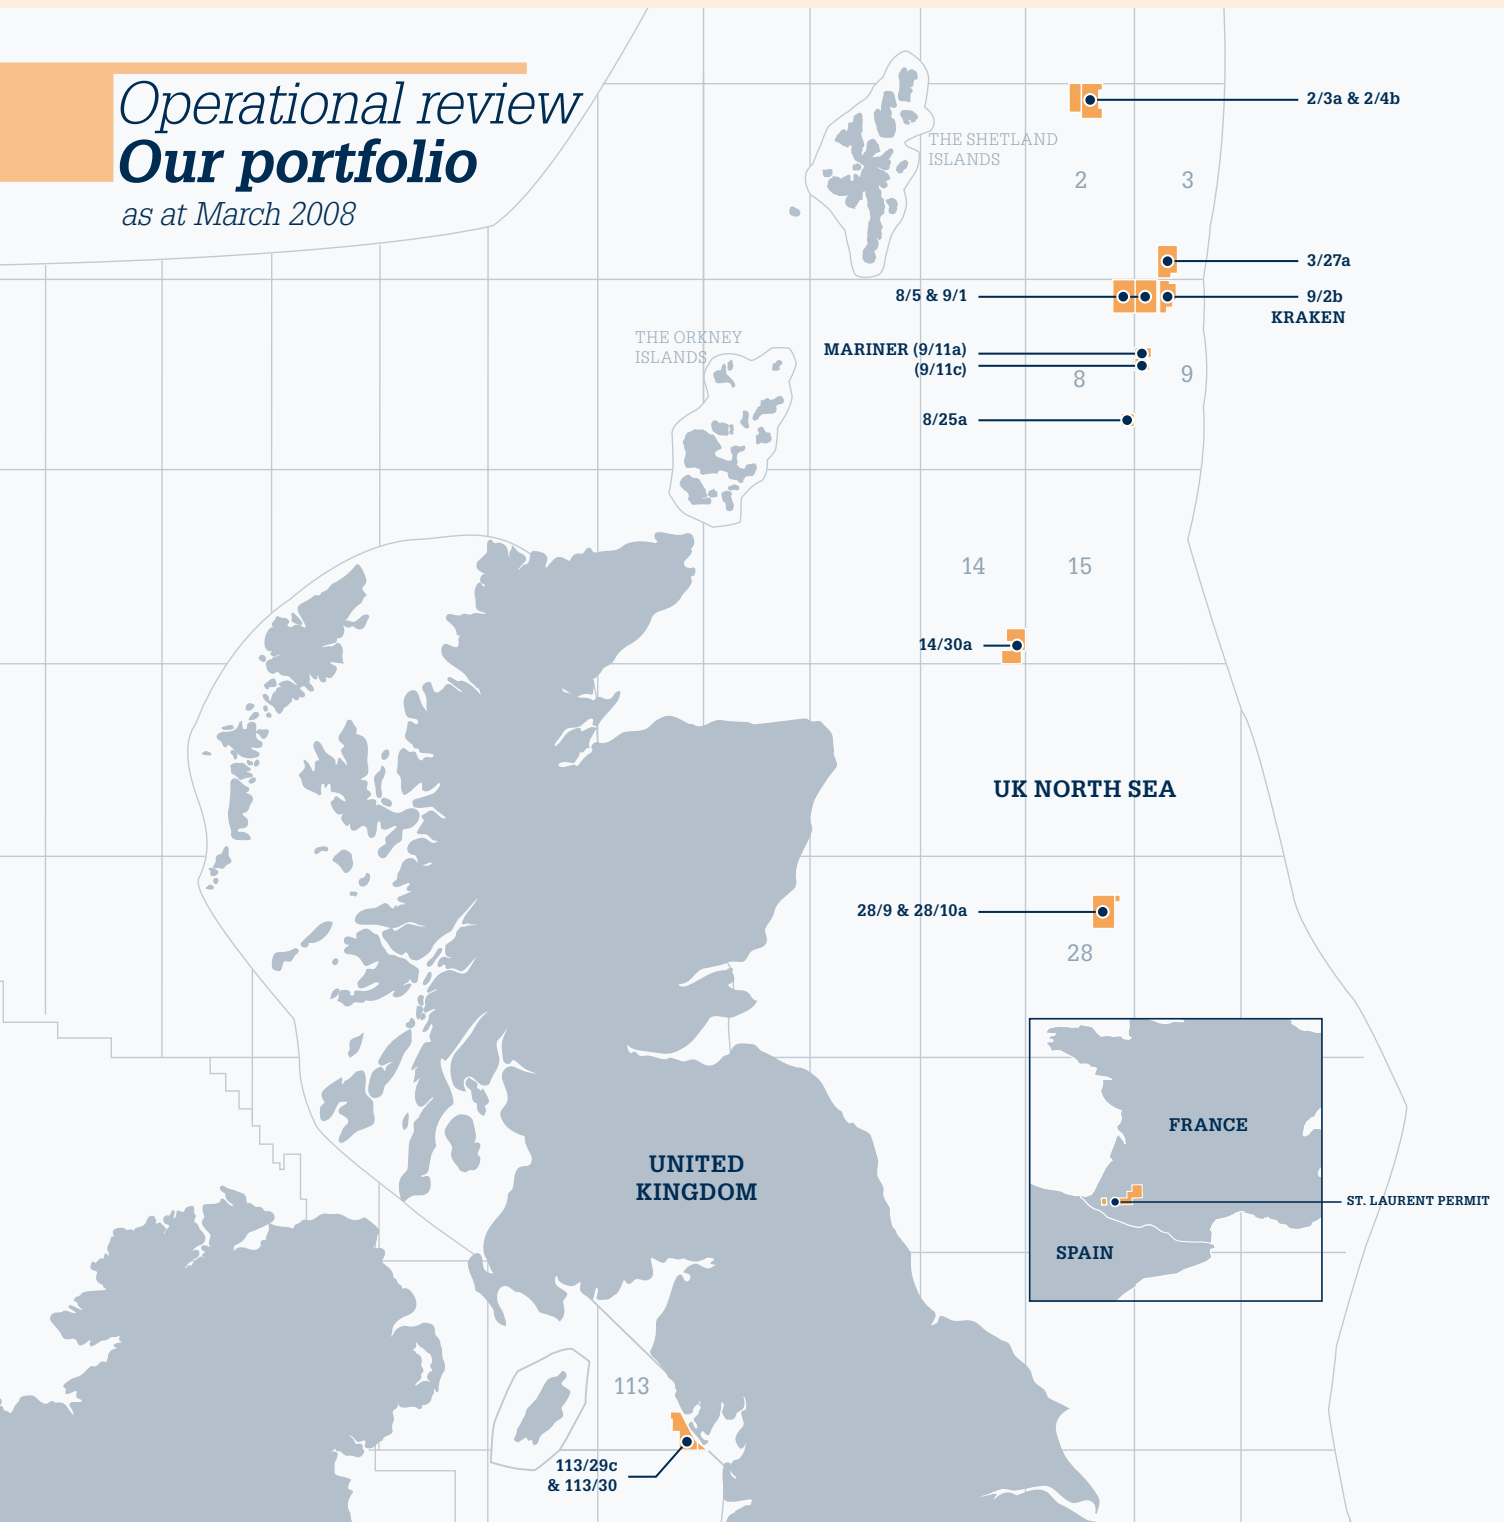 Operational review
Our portfolio
as at March 2008
2/3a & 2/4b
THE SHETLAND
ISLANDS
2
3
3/27a
8/5 & 9/1
9/2b
KRAKEN
THE ORKNEY
ISLANDS
MARINER (9/11a)
(9/11c)
8
9
8/25a
14
15
14/30a
UK NORTH SEA
28/9 & 28/10a
28
FRANCE
UNITED
KINGDOM
ST. LAURENT PERMIT
SPAIN
113
113/29c
& 113/30